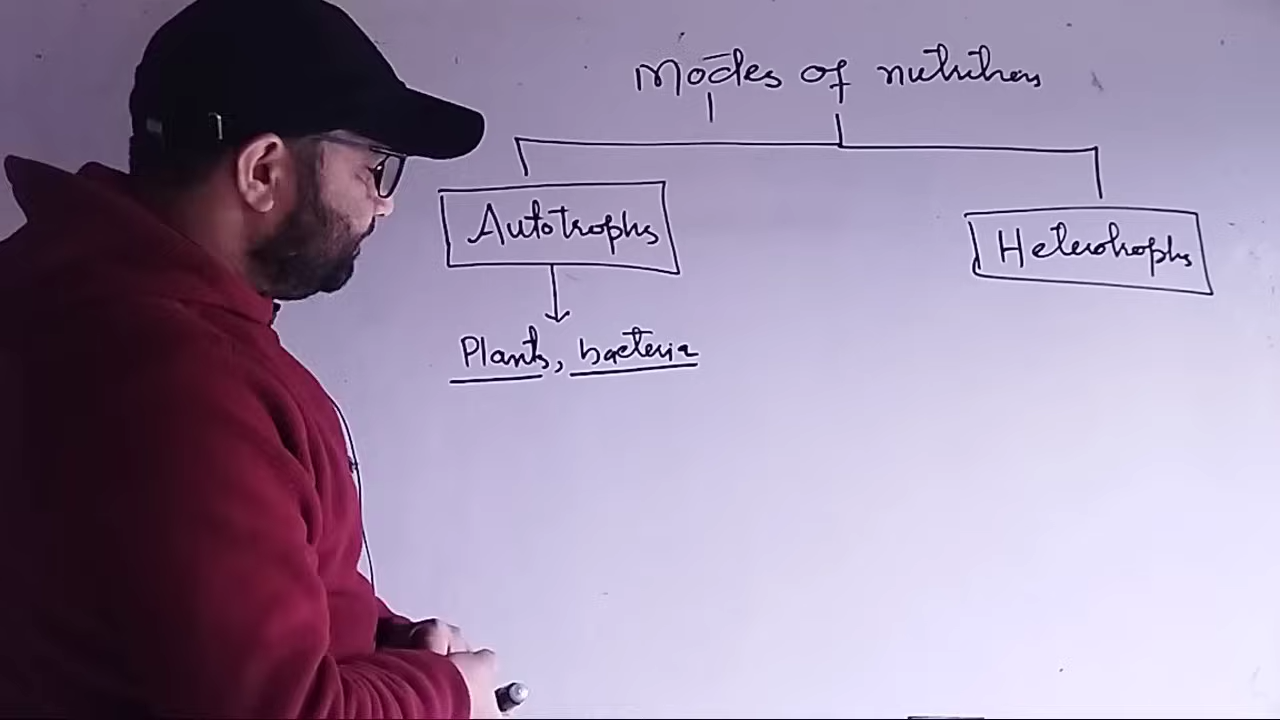 Modes of nutrition
Autotrophs
Heterotrophs
Plants, bacteria